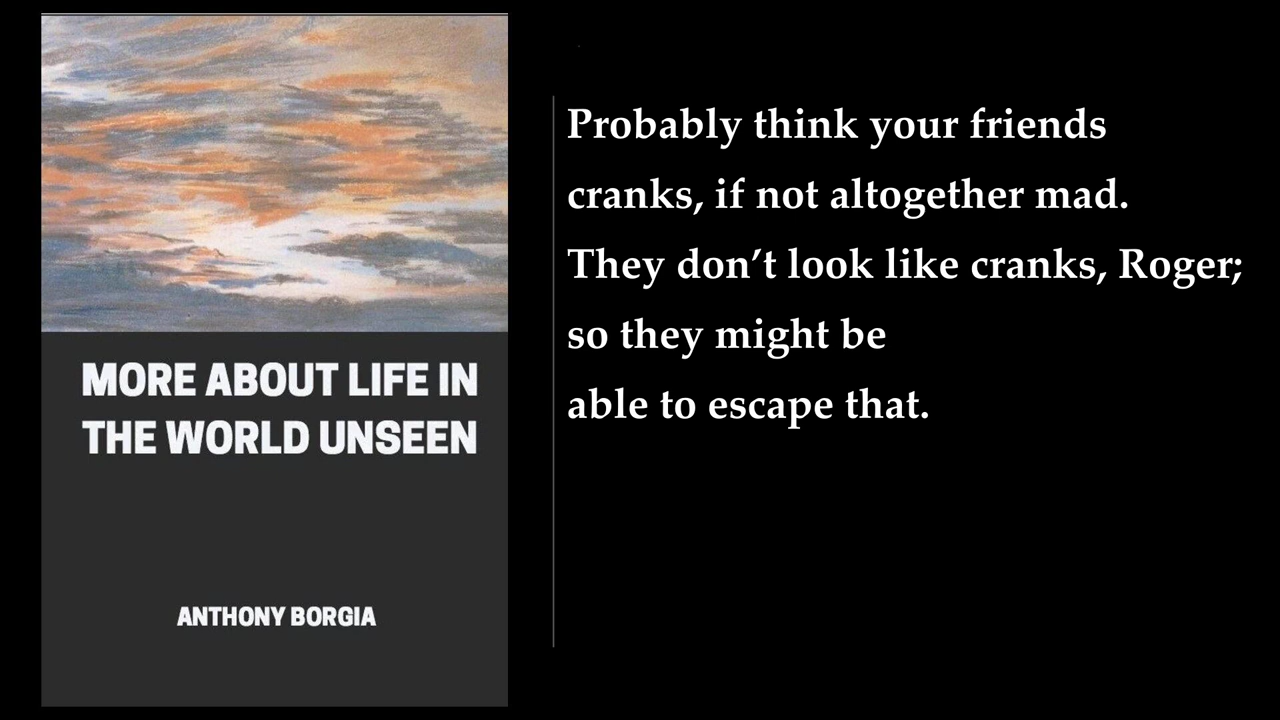 MORE ABOUT LIFE IN
THE WORLD UNSEEN
ANTHONY BORGIA
Probably think your friends
cranks, if not altogether mad.
They don’t look like cranks, Roger;
so they might be
able to escape that.